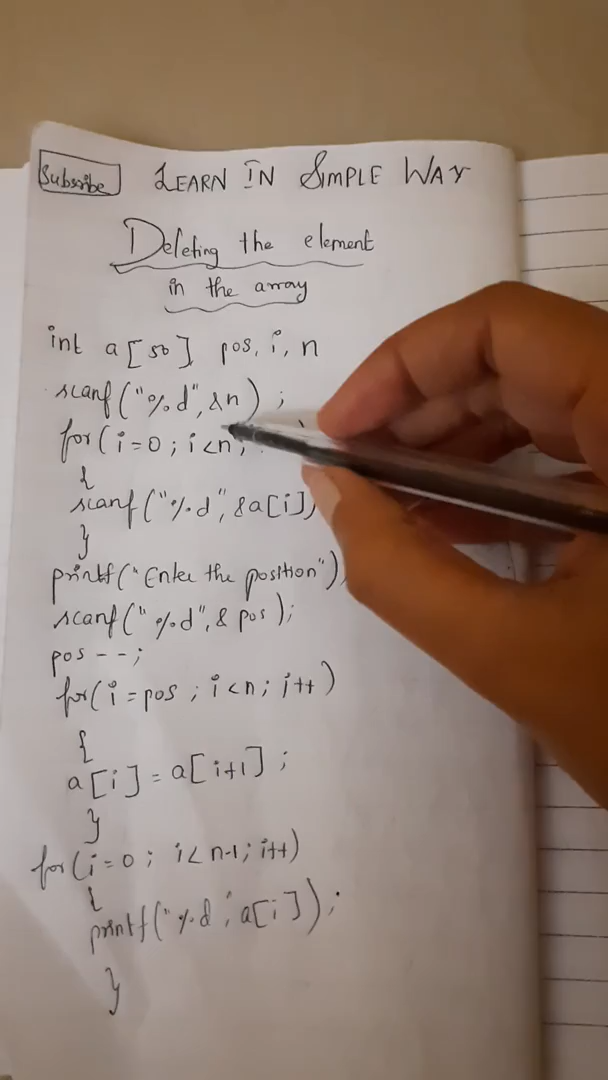 Subscribe LEARN IN SIMPLE WAY
Deleting the element
in the array
int a[50], pos, i, n
scanf("%d", &n) ;
for(i=0 ; i<n;
{
scanf("%d", &a[i])
}
printf("Enter the position")
scanf("%d", & pos);
pos--;
for(i=pos ; i<n; i++)
{
a[i] = a[i+1] ;
}
for(i=0 ; i<n-1; i++)
{
printf("%d", a[i]);
}